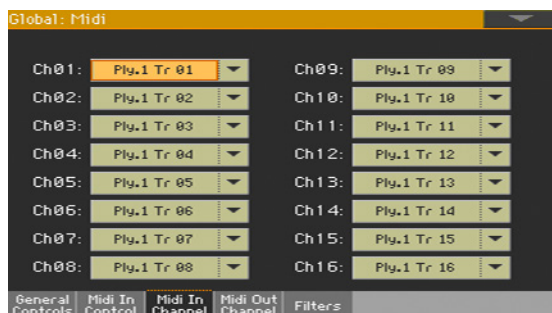 Global: Midi
Ch01: Ply.1 Tr 01
Ch09: Ply.1 Tr 09
Ch02: Ply.1 Tr 02
Ch10: Ply.1 Tr 10
Ch03: Ply.1 Tr 03
Ch11: Ply.1 Tr 11
Ch04: Ply.1 Tr 04
Ch12: Ply.1 Tr 12
Ch05: Ply.1 Tr 05
Ch13: Ply.1 Tr 13
Ch06: Ply.1 Tr 06
Ch14: Ply.1 Tr 14
Ch07: Ply.1 Tr 07
Ch15: Ply.1 Tr 15
Ch08: Ply.1 Tr 08
Ch16: Ply.1 Tr 16
General Controls
Midi In Control
Midi In Channel
Midi Out Channel
Filters